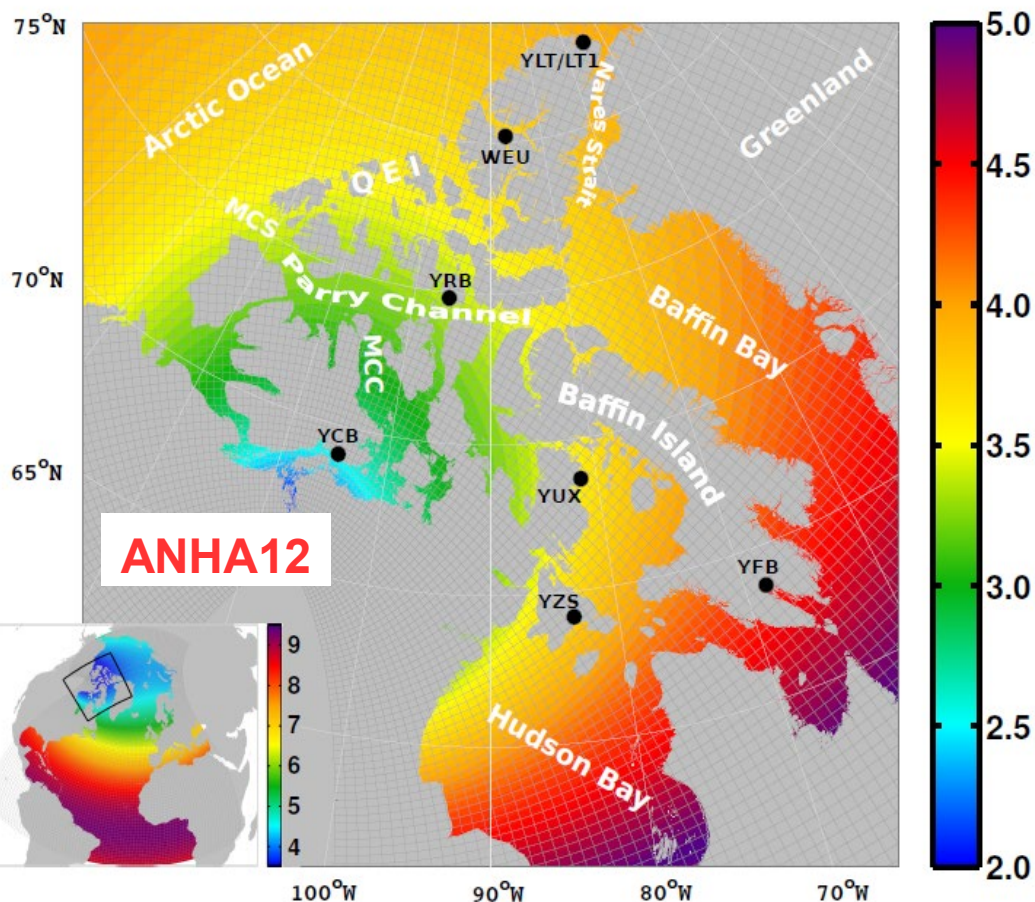 75°N
70°N
65°N
100°W
90°W
80°W
70°W
Arctic Ocean
YLT/LT1
Nares Strait
Greenland
WEU
QEI
MCS
YRB
Parry Channel
MCC
Baffin Bay
Baffin Island
YCB
YUX
ANHA12
YFB
YZS
Hudson Bay
5.0
4.5
4.0
3.5
3.0
2.5
2.0
9
8
7
6
5
4